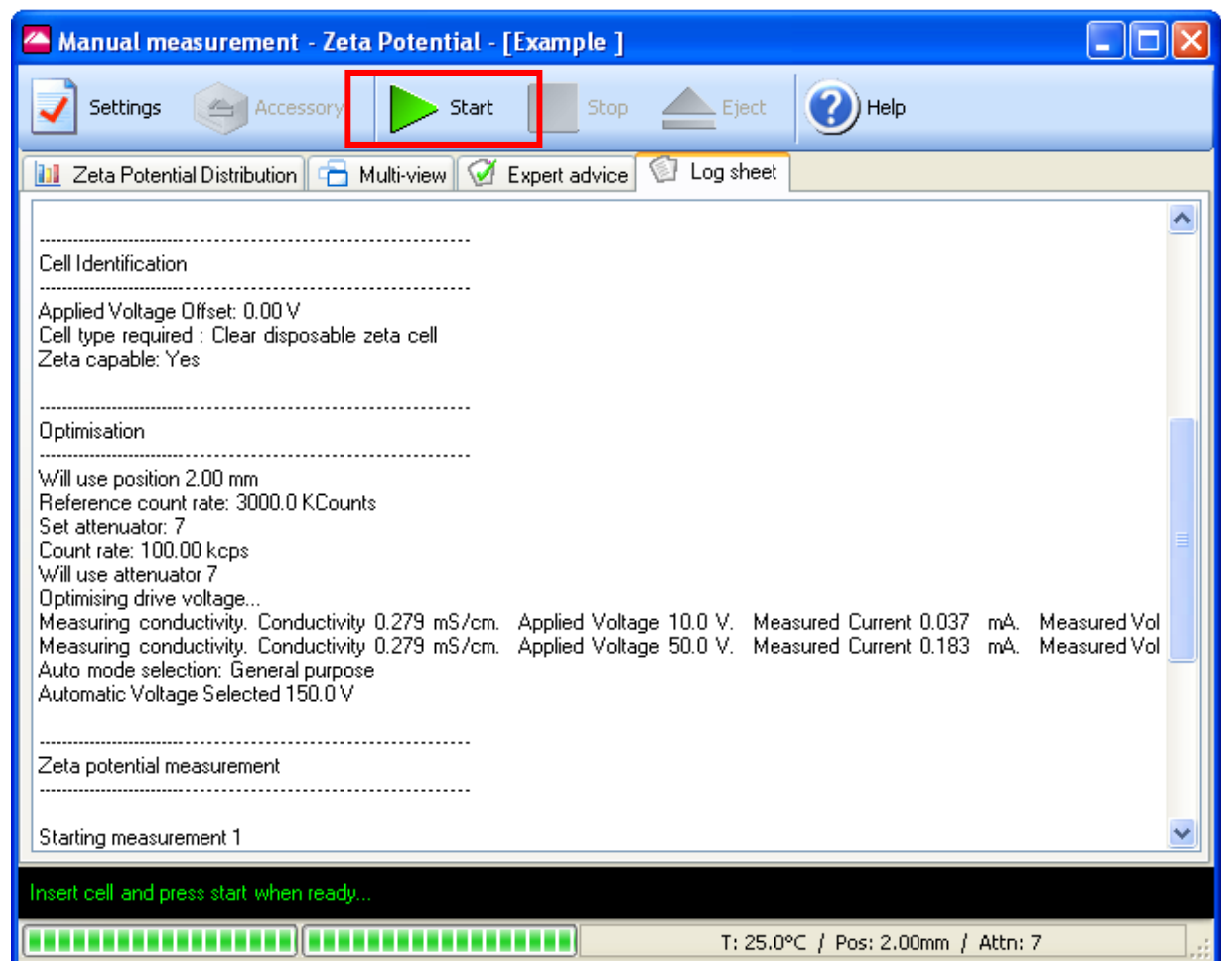 Manual measurement - Zeta Potential - [Example ]
Settings Accessory Start Stop Eject Help
Zeta Potential Distribution Multi-view Expert advice Log sheet
Cell Identification
Applied Voltage Offset: 0.00 V
Cell type required : Clear disposable zeta cell
Zeta capable: Yes
Optimisation
Will use position 2.00 mm
Reference count rate: 3000.0 KCounts
Set attenuator: 7
Count rate: 100.00 kcps
Will use attenuator 7
Optimising drive voltage...
Measuring conductivity. Conductivity 0.279 mS/cm. Applied Voltage 10.0 V. Measured Current 0.037 mA. Measured Vol
Measuring conductivity. Conductivity 0.279 mS/cm. Applied Voltage 50.0 V. Measured Current 0.183 mA. Measured Vol
Auto mode selection: General purpose
Automatic Voltage Selected 150.0 V
Zeta potential measurement
Starting measurement 1
Insert cell and press start when ready...
T: 25.0°C / Pos: 2.00mm / Attn: 7